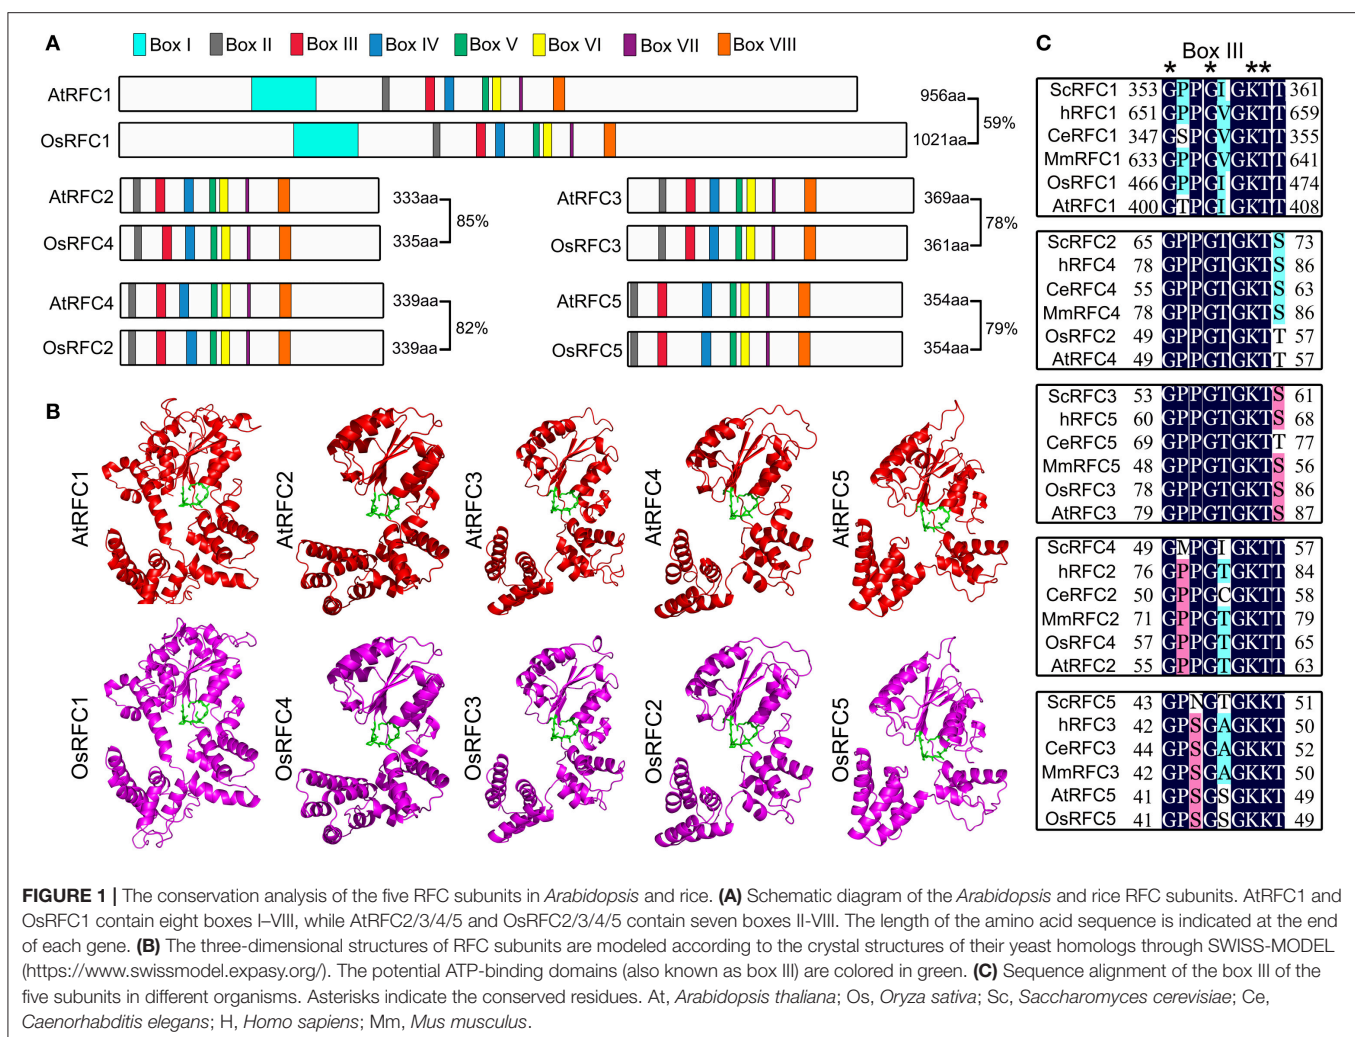 A
Box I Box II Box III Box IV Box V Box VI Box VII Box VIII
AtRFC1 956aa
59%
OsRFC1 1021aa
AtRFC2 333aa
85%
OsRFC4 335aa
AtRFC3 369aa
78%
OsRFC3 361aa
AtRFC4 339aa
82%
OsRFC2 339aa
AtRFC5 354aa
79%
OsRFC5 354aa
B
AtRFC1 AtRFC2 AtRFC3 AtRFC4 AtRFC5
OsRFC1 OsRFC4 OsRFC3 OsRFC2 OsRFC5
C
Box III
* * **
ScRFC1 353 GPPGIGKTT 361
hRFC1 651 GPPGVGKTT 659
CeRFC1 347 GSPGVGKTT 355
MmRFC1 633 GPPGVGKTT 641
OsRFC1 466 GPPGIGKTT 474
AtRFC1 400 GTPGIGKTT 408
ScRFC2 65 GPPGTGKTS 73
hRFC4 78 GPPGTGKTS 86
CeRFC4 55 GPPGTGKTS 63
MmRFC4 78 GPPGTGKTS 86
OsRFC2 49 GPPGTGKTT 57
AtRFC4 49 GPPGTGKTT 57
ScRFC3 53 GPPGTGKTS 61
hRFC5 60 GPPGTGKTS 68
CeRFC5 69 GPPGTGKTT 77
MmRFC5 48 GPPGTGKTS 56
OsRFC3 78 GPPGTGKTS 86
AtRFC3 79 GPPGTGKTS 87
ScRFC4 49 GMPGIGKTT 57
hRFC2 76 GPPGTGKTT 84
CeRFC2 50 GPPGCGKTT 58
MmRFC2 71 GPPGTGKTT 79
OsRFC4 57 GPPGTGKTT 65
AtRFC2 55 GPPGTGKTT 63
ScRFC5 43 GPNGTGKKT 51
hRFC3 42 GPSGAGKKT 50
CeRFC3 44 GPSGAGKKT 52
MmRFC3 42 GPSGAGKKT 50
AtRFC5 41 GPSGSGKKT 49
OsRFC5 41 GPSGSGKKT 49
FIGURE 1 | The conservation analysis of the five RFC subunits in Arabidopsis and rice. (A) Schematic diagram of the Arabidopsis and rice RFC subunits. AtRFC1 and
OsRFC1 contain eight boxes I–VIII, while AtRFC2/3/4/5 and OsRFC2/3/4/5 contain seven boxes II-VIII. The length of the amino acid sequence is indicated at the end
of each gene. (B) The three-dimensional structures of RFC subunits are modeled according to the crystal structures of their yeast homologs through SWISS-MODEL
(https://www.swissmodel.expasy.org/). The potential ATP-binding domains (also known as box III) are colored in green. (C) Sequence alignment of the box III of the
five subunits in different organisms. Asterisks indicate the conserved residues. At, Arabidopsis thaliana; Os, Oryza sativa; Sc, Saccharomyces cerevisiae; Ce,
Caenorhabditis elegans; H, Homo sapiens; Mm, Mus musculus.